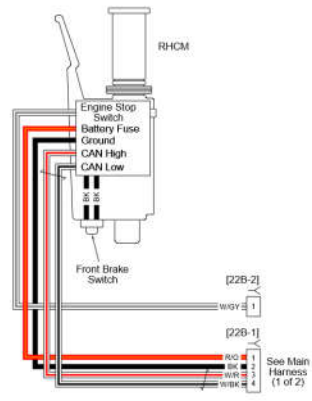 RHCM
Engine Stop
Switch
Battery Fuse
Ground
CAN High
CAN Low
BK
BK
Front Brake
Switch
[22B-2]
W/GY 1
[22B-1]
R/O 1
BK 2
W/R 3
W/BK 4
See Main
Harness
(1 of 2)